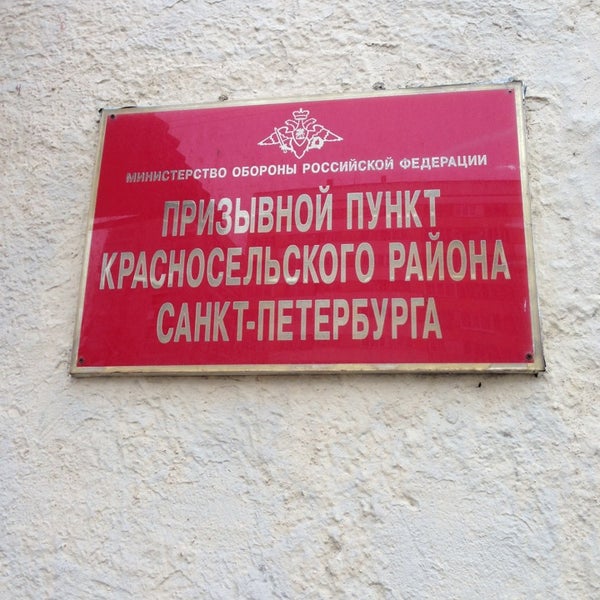 МИНИСТЕРСТВО ОБОРОНЫ РОССИЙСКОЙ ФЕДЕРАЦИИ
ПРИЗЫВНОЙ ПУНКТ
КРАСНОСЕЛЬСКОГО РАЙОНА
САНКТ-ПЕТЕРБУРГА